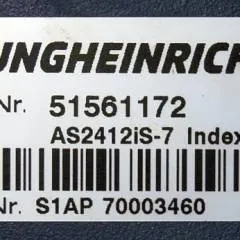 UNGHEINRICH
Nr. 51561172
AS2412iS-7 Index
Nr. S1AP 70003460